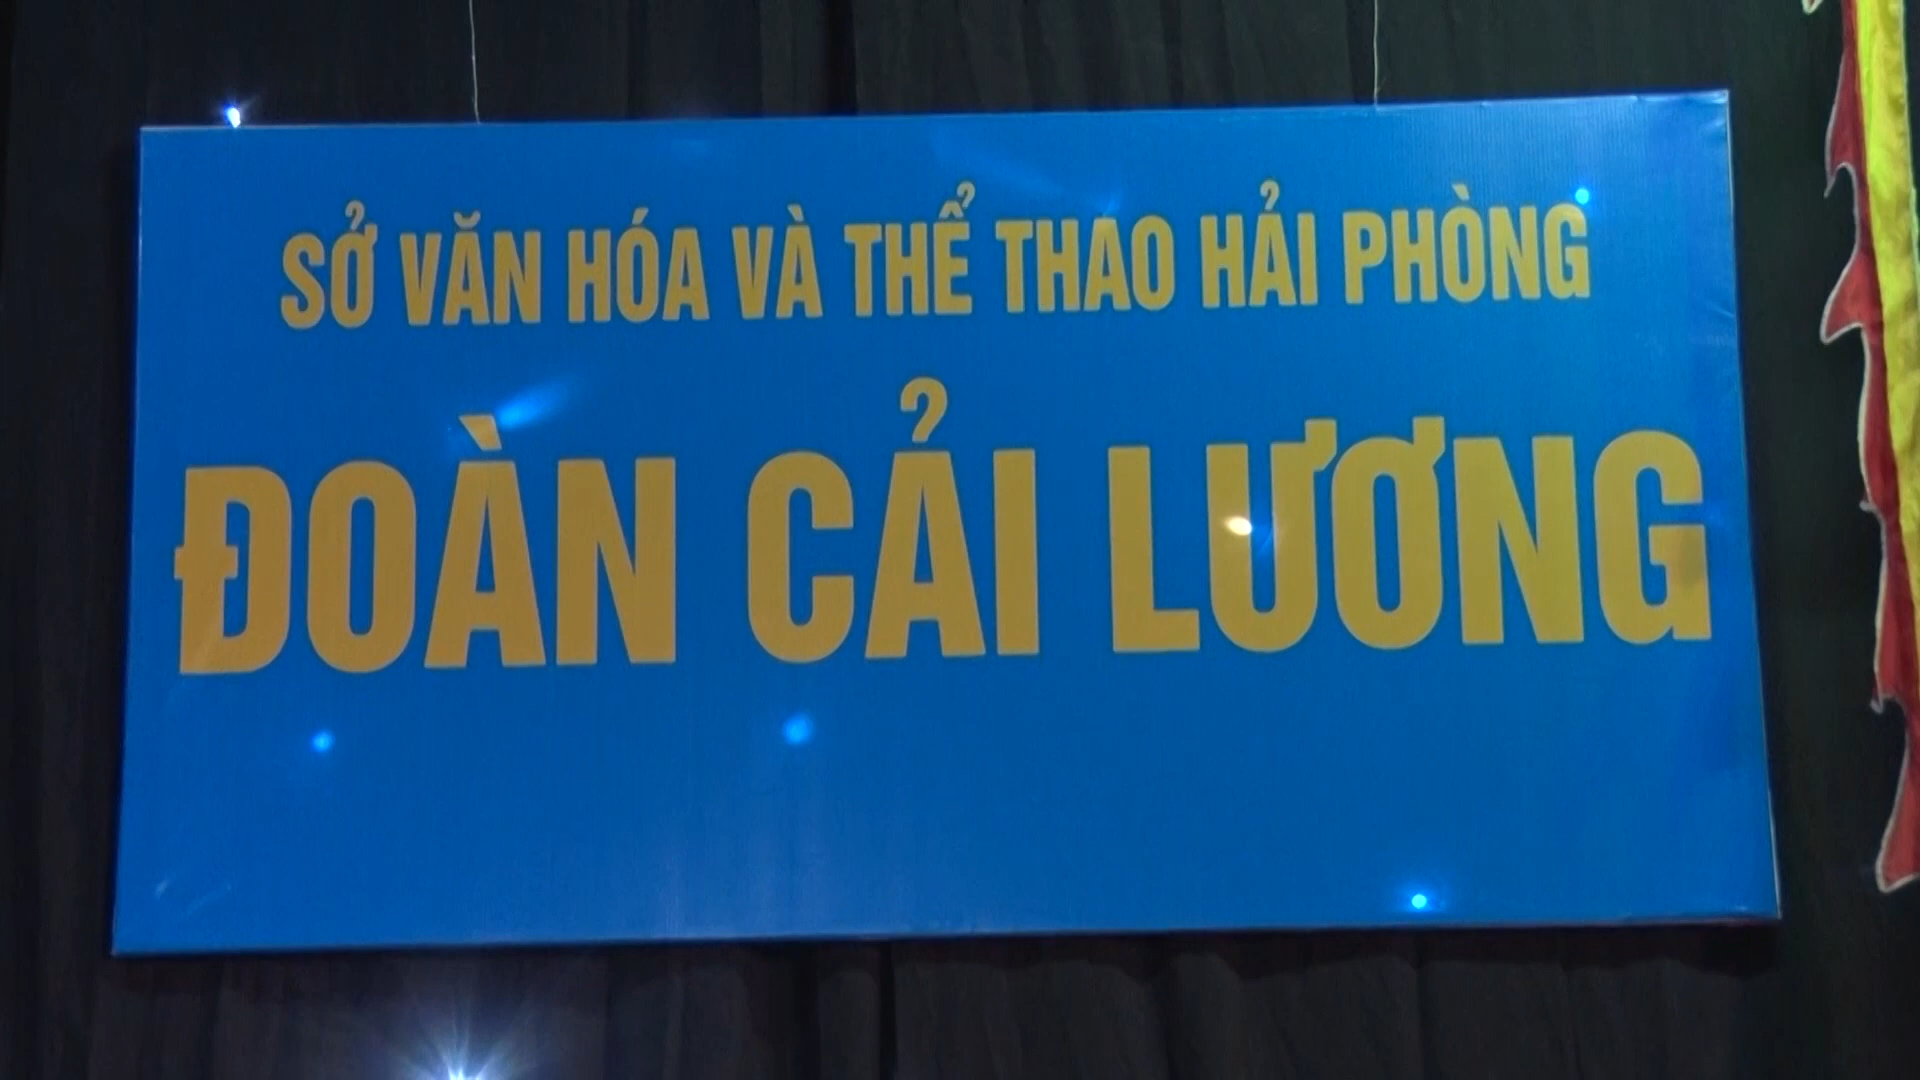 SỞ VĂN HÓA VÀ THỂ THAO HẢI PHÒNG
ĐOÀN CẢI LƯƠNG